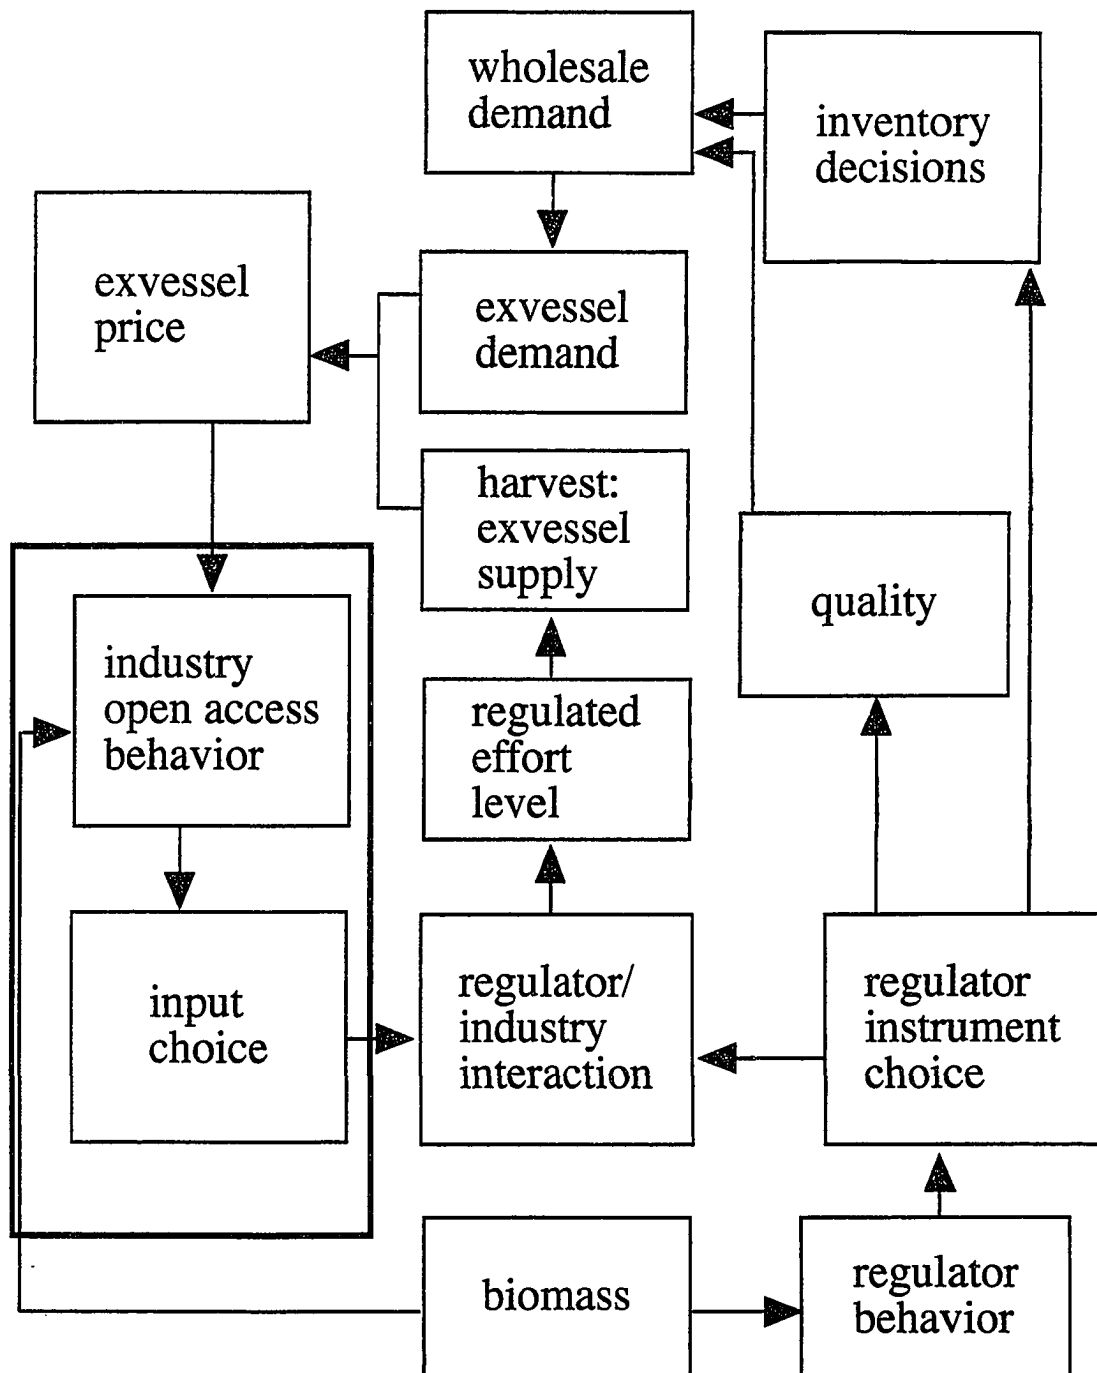 wholesale
demand
inventory
decisions
exvessel
price
exvessel
demand
harvest:
exvessel
supply
quality
industry
open access
behavior
regulated
effort
level
input
choice
regulator/
industry
interaction
regulator
instrument
choice
biomass
regulator
behavior